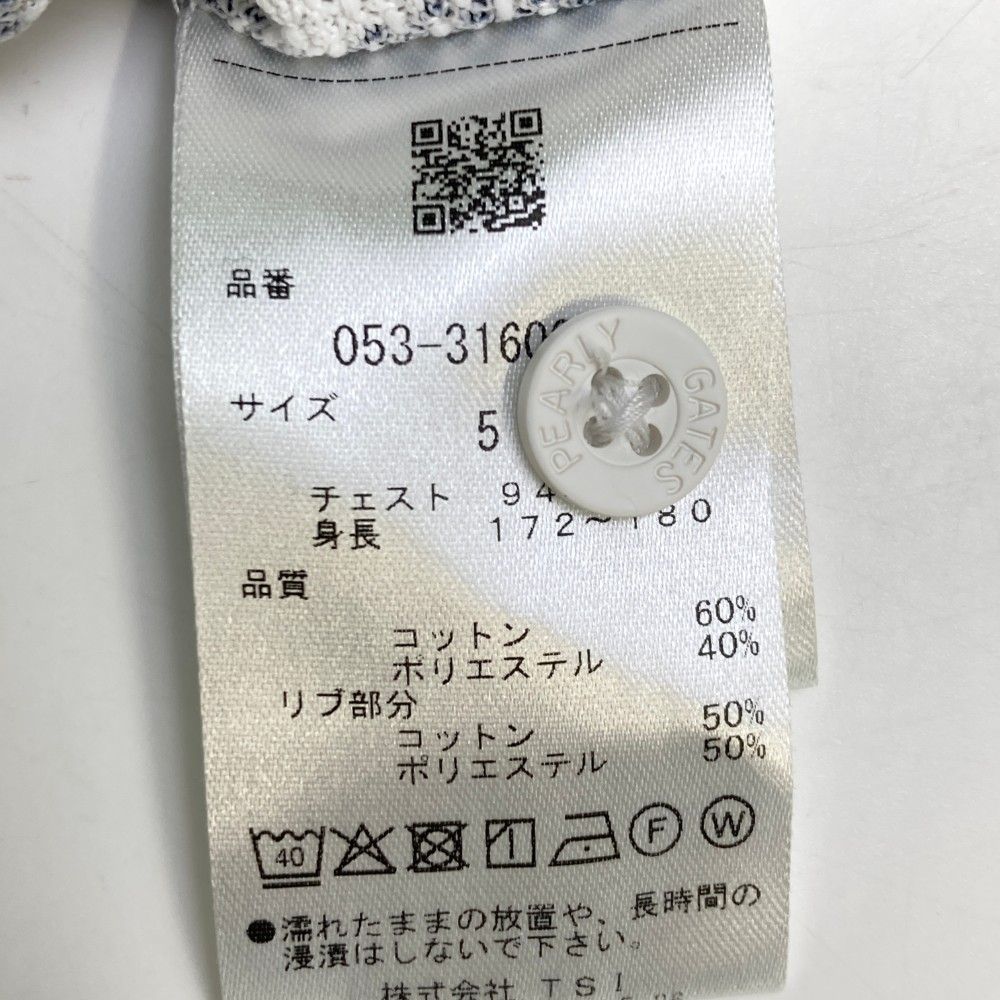 品番
053-3160
サイズ
5
PEARLY GATES
チェスト 94
身長 172~180
品質
コットン 60%
ポリエステル 40%
リブ部分
コットン 50%
ポリエステル 50%
40 F W
●濡れたままの放置や、長時間の
浸漬はしないで下さい。
株式会社 TSI